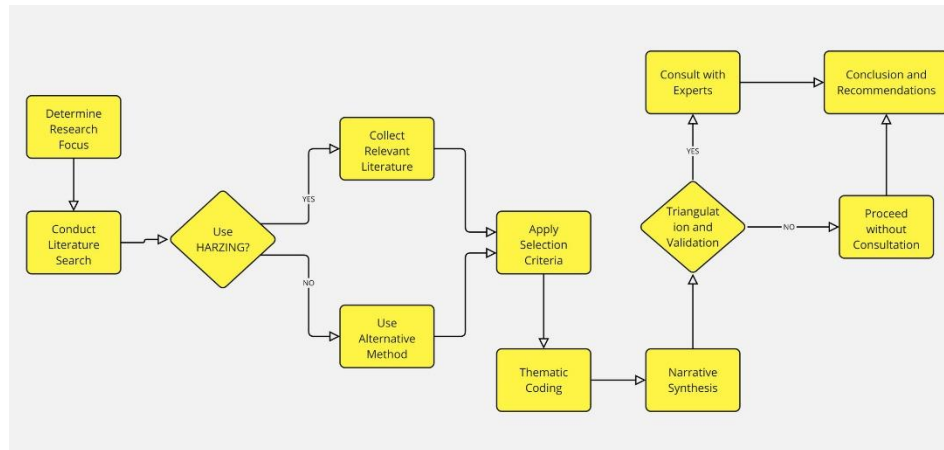 Determine
Research
Focus
Conduct
Literature
Search
Use
HARZING?
YES
NO
Collect
Relevant
Literature
Use
Alternative
Method
Apply
Selection
Criteria
Thematic
Coding
Narrative
Synthesis
Triangulat
ion and
Validation
YES
NO
Consult with
Experts
Proceed
without
Consultation
Conclusion and
Recommendations